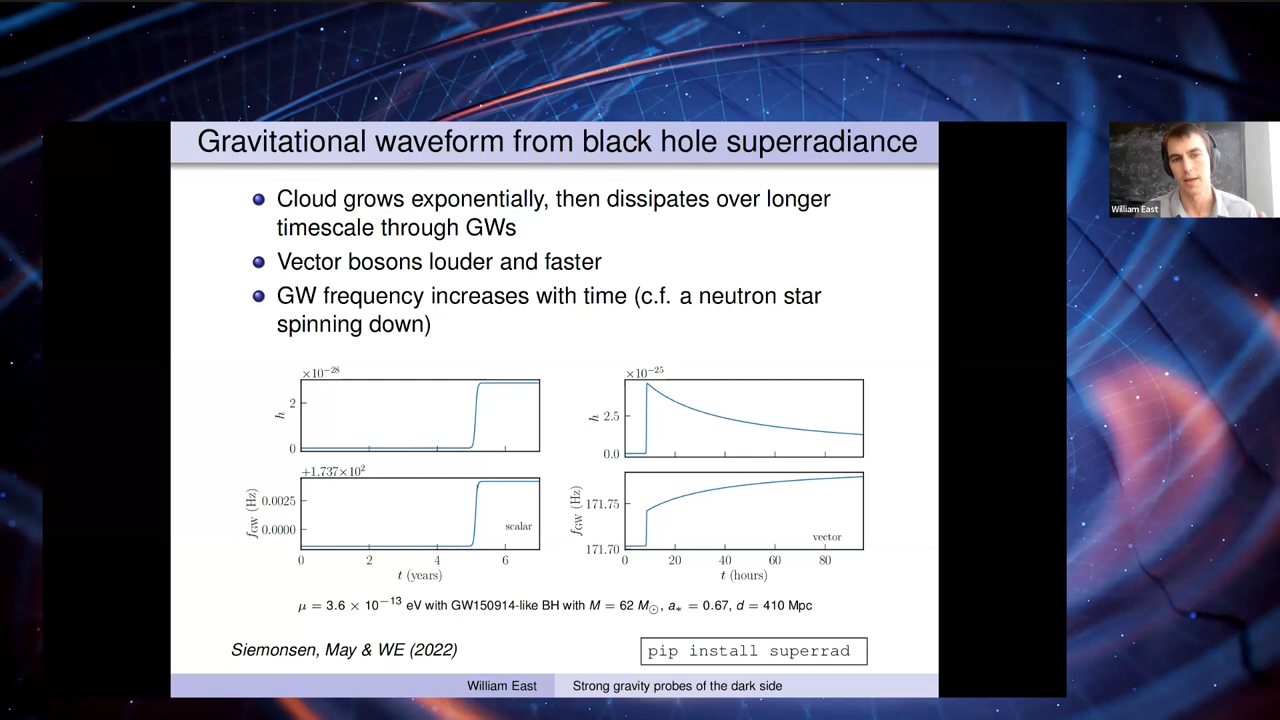 Gravitational waveform from black hole superradiance
Cloud grows exponentially, then dissipates over longer
timescale through GWs
Vector bosons louder and faster
GW frequency increases with time (c.f. a neutron star
spinning down)
×10⁻²⁸
2
h
0
+1.737×10²
0.0025
0.0000
f_GW (Hz)
scalar
0 2 4 6
t (years)
×10⁻²⁵
2.5
h
0.0
171.75
171.70
f_GW (Hz)
vector
0 20 40 60 80
t (hours)
μ = 3.6 × 10⁻¹³ eV with GW150914-like BH with M = 62 M☉, a* = 0.67, d = 410 Mpc
Siemonsen, May & WE (2022)
pip install superrad
William East
Strong gravity probes of the dark side
William East